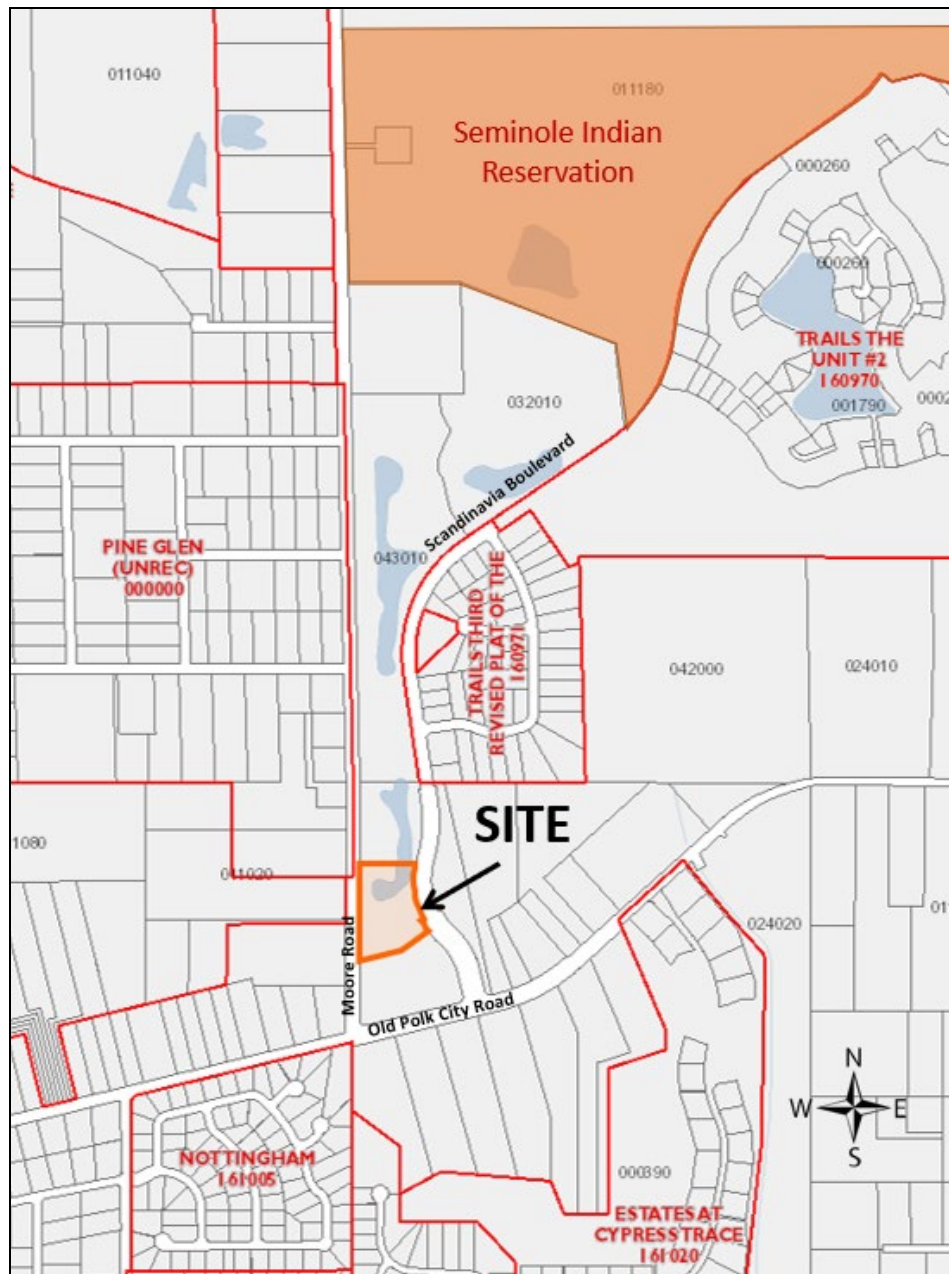 011040
011180
Seminole Indian
Reservation
000260
000260
TRAILS THE
UNIT #2
160970
001790
032010
Scandinavia Boulevard
PINE GLEN
(UNREC)
000000
043010
TRAILS THIRD
REVISED PLAT OF THE
160971
042000
024010
SITE
1080
011020
024020
Moore Road
Old Polk City Road
N
W
E
S
NOTTINGHAM
161005
000390
ESTATES AT
CYPRESS TRACE
161020